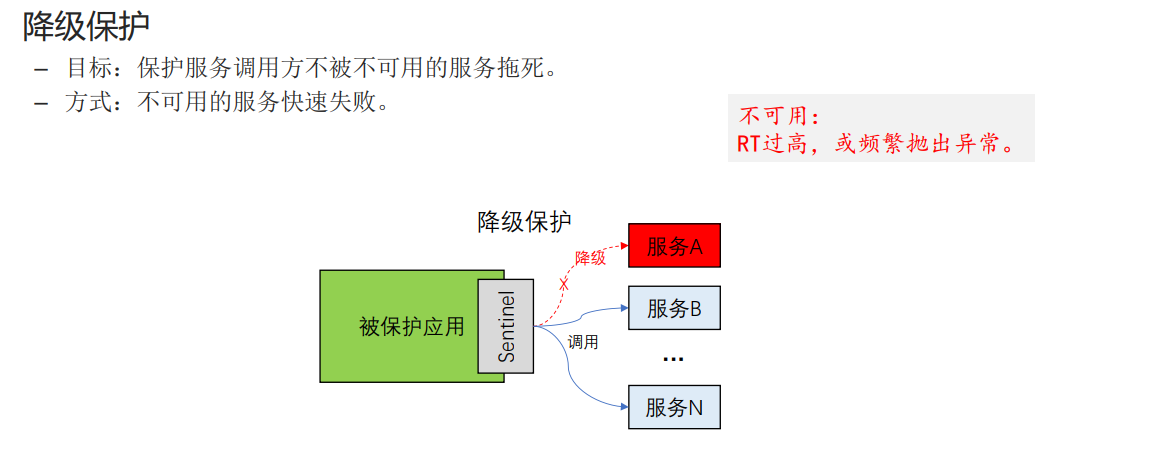 降级保护
– 目标：保护服务调用方不被不可用的服务拖死。
– 方式：不可用的服务快速失败。
不可用：
RT过高，或频繁抛出异常。
降级保护
服务A
降级
X
服务B
被保护应用
Sentinel
调用
...
服务N